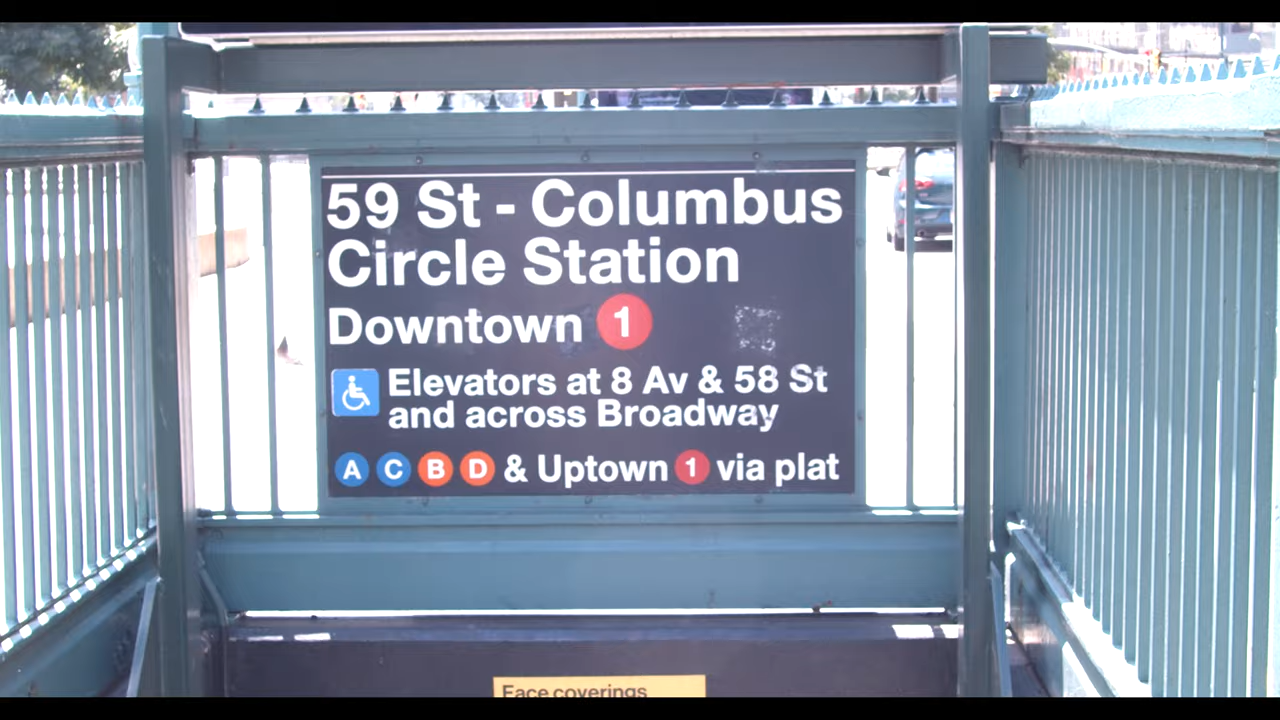 59 St - Columbus
Circle Station
Downtown 1
Elevators at 8 Av & 58 St
and across Broadway
A C B D & Uptown 1 via plat
Face coverings